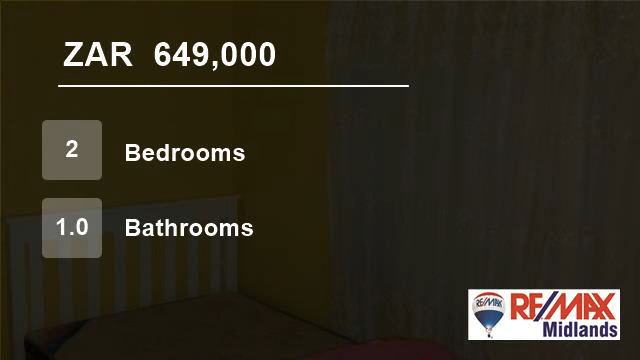 ZAR 649,000
2
Bedrooms
1.0
Bathrooms
RE/MAX
RE/MAX
Midlands